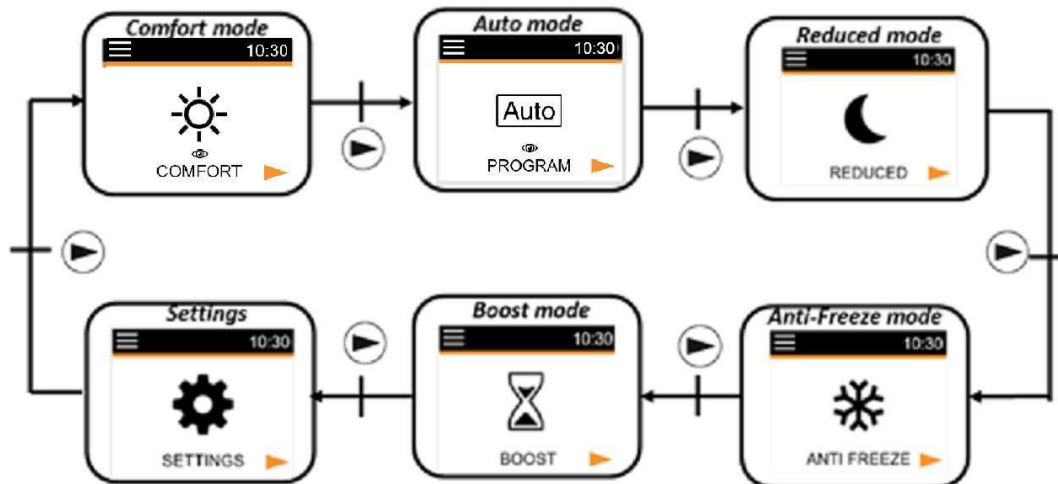 Comfort mode
10:30
COMFORT
Auto mode
10:30
Auto
PROGRAM
Reduced mode
10:30
REDUCED
Settings
10:30
SETTINGS
Boost mode
10:30
BOOST
Anti-Freeze mode
10:30
ANTI FREEZE